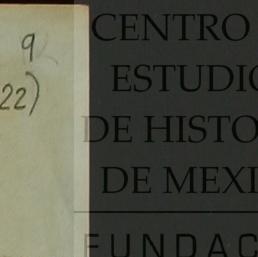 9
22)
CENTRO
ESTUDIO
DE HISTO
DE MEXI
FUNDAC